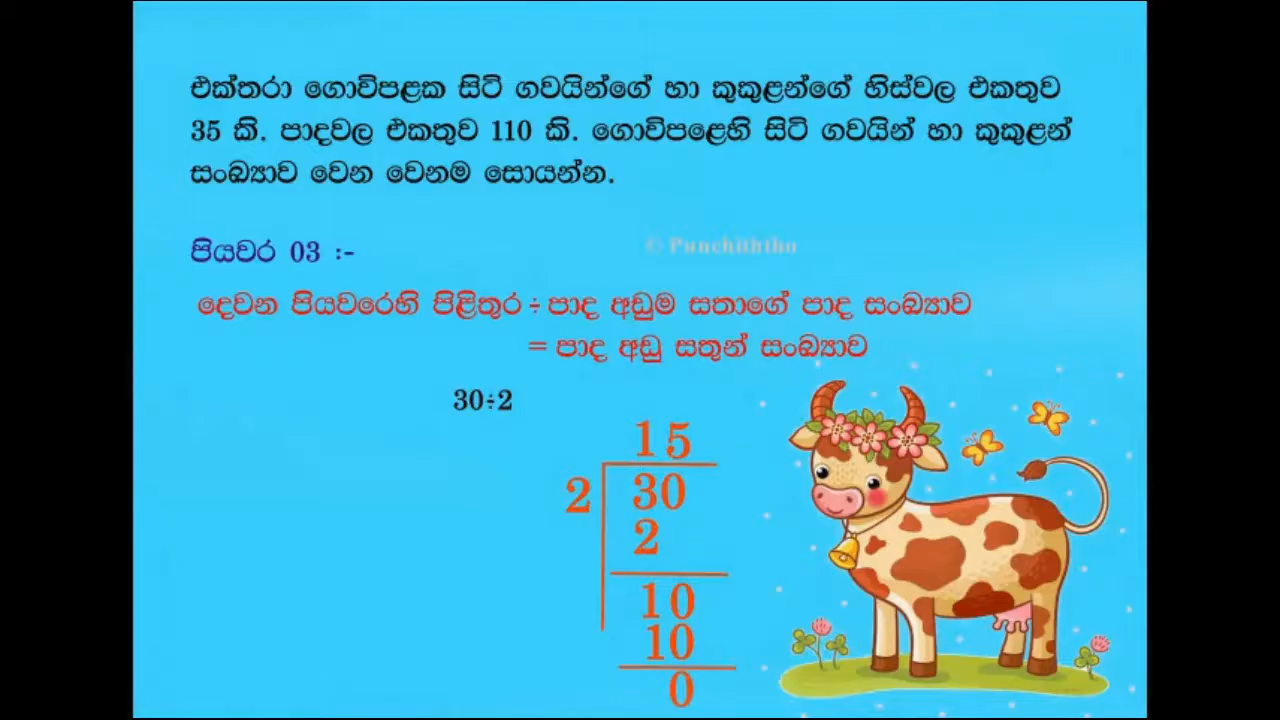 එක්තරා ගොවිපළක සිටි ගවයින්ගේ හා කුකුළන්ගේ හිස්වල එකතුව
35 කි. පාදවල එකතුව 110 කි. ගොවිපළෙහි සිටි ගවයින් හා කුකුළන්
සංඛ්‍යාව වෙන වෙනම සොයන්න.
පියවර 03 :-
දෙවන පියවරෙහි පිළිතුර ÷ පාද අඩුම සතාගේ පාද සංඛ්‍යාව
= පාද අඩු සතුන් සංඛ්‍යාව
30÷2
15
2 30
2
10
10
0